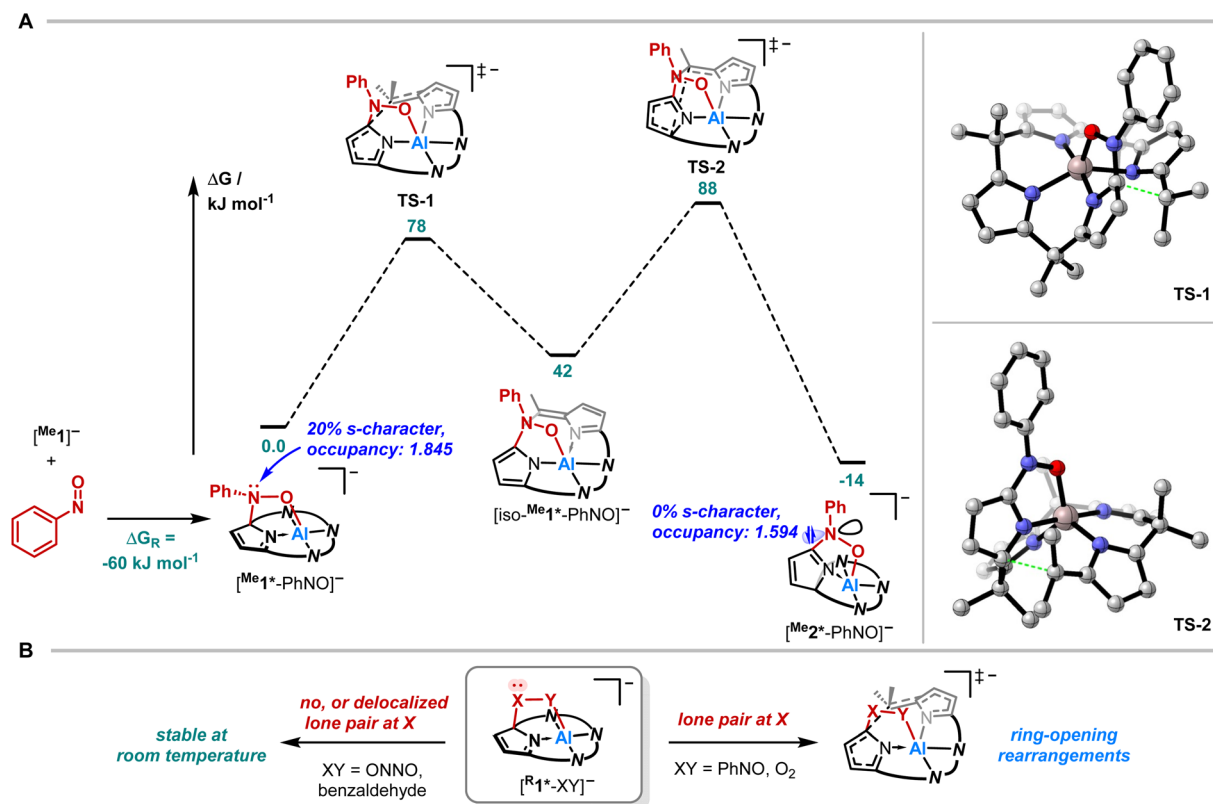 A
ΔG /
kJ mol⁻¹
Ph
N
O
N
N
Al
N
N
‡ −
TS-1
78
Ph
N
O
N
N
Al
N
N
‡ −
TS-2
88
TS-1
[ᴹᵉ1]⁻
+
N
O
ΔG_R =
-60 kJ mol⁻¹
0.0
20% s-character,
occupancy: 1.845
Ph
N
O
N
N
Al
N
N
−
[ᴹᵉ1*-PhNO]⁻
42
Ph
N
O
N
N
Al
N
N
[iso-ᴹᵉ1*-PhNO]⁻
-14
0% s-character,
occupancy: 1.594
Ph
N
O
N
N
Al
N
N
−
[ᴹᵉ2*-PhNO]⁻
TS-2
B
stable at
room temperature
no, or delocalized
lone pair at X
XY = ONNO,
benzaldehyde
X
Y
N
N
Al
N
N
−
[ᴿ1*-XY]⁻
lone pair at X
XY = PhNO, O₂
X
Y
N
N
Al
N
N
‡ −
ring-opening
rearrangements